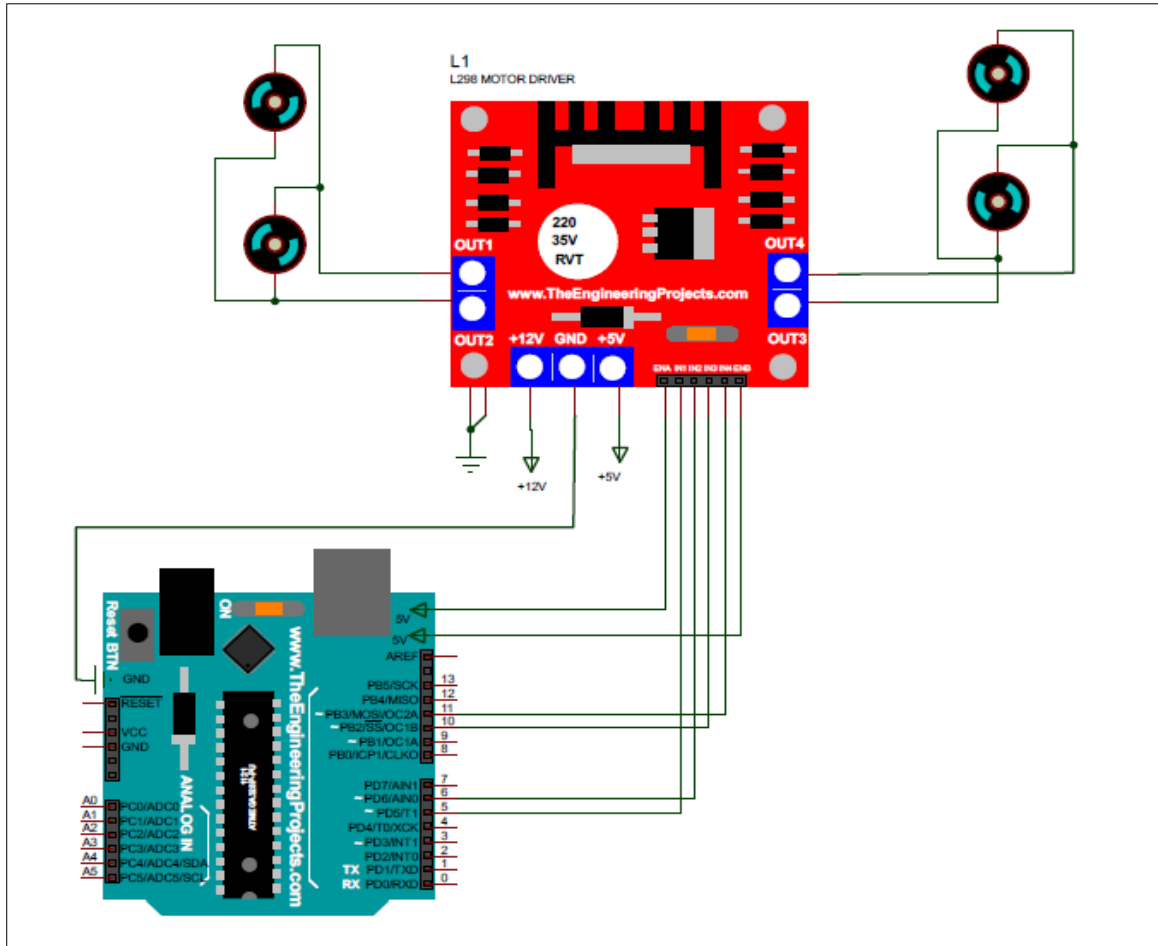 L1
L298 MOTOR DRIVER
220
35V
RVT
OUT1
OUT4
www.TheEngineeringProjects.com
OUT2
OUT3
+12V GND +5V
ENA IN1 IN2 IN3 IN4 ENB
+12V
+5V
Reset BTN
ON
www.TheEngineeringProjects.com
5V
5V
AREF
- GND
RESET
VCC
GND
ANALOG IN
1121
PB5/SCK 13
PB4/MISO 12
~PB3/MOSI/OC2A 11
~PB2/SS/OC1B 10
~PB1/OC1A 9
PB0/ICP1/CLKO 8
PD7/AIN1 7
~PD6/AIN0 6
~PD5/T1 5
PD4/T0/XCK 4
~PD3/INT1 3
PD2/INT0 2
TX PD1/TXD 1
RX PD0/RXD 0
A0 PC0/ADC0
A1 PC1/ADC1
A2 PC2/ADC2
A3 PC3/ADC3
A4 PC4/ADC4/SDA
A5 PC5/ADC5/SCL